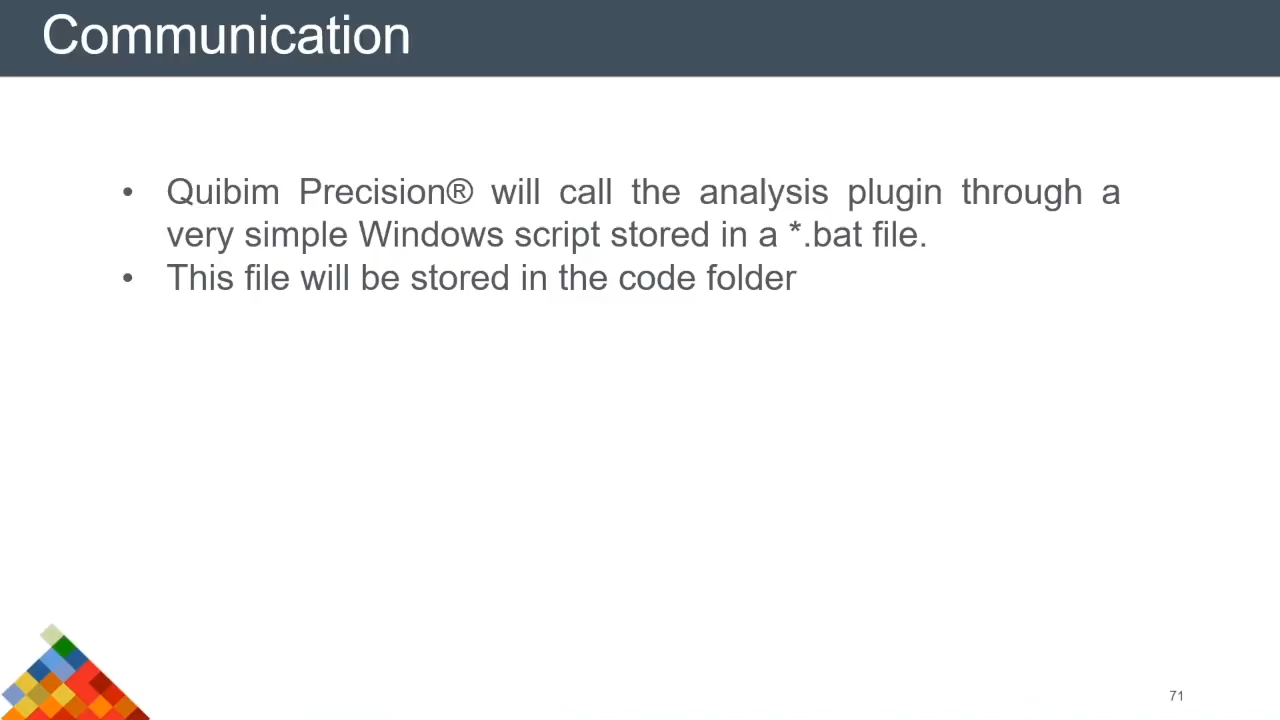 Communication
• Quibim Precision® will call the analysis plugin through a
very simple Windows script stored in a *.bat file.
• This file will be stored in the code folder
71